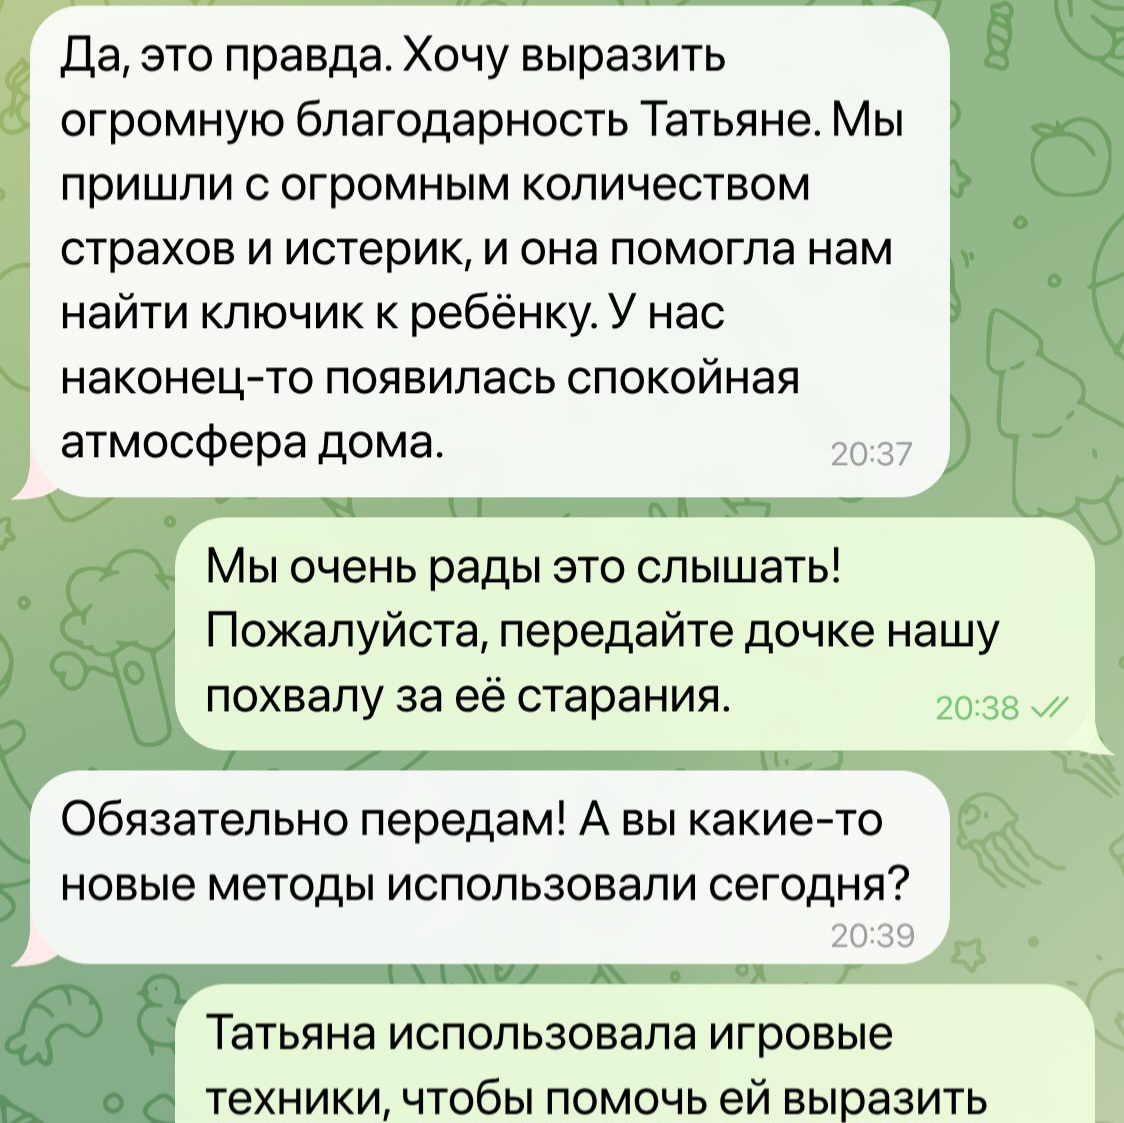 Да, это правда. Хочу выразить
огромную благодарность Татьяне. Мы
пришли с огромным количеством
страхов и истерик, и она помогла нам
найти ключик к ребёнку. У нас
наконец-то появилась спокойная
атмосфера дома.
20:37
Мы очень рады это слышать!
Пожалуйста, передайте дочке нашу
похвалу за её старания.
20:38
Обязательно передам! А вы какие-то
новые методы использовали сегодня?
20:39
Татьяна использовала игровые
техники, чтобы помочь ей выразить